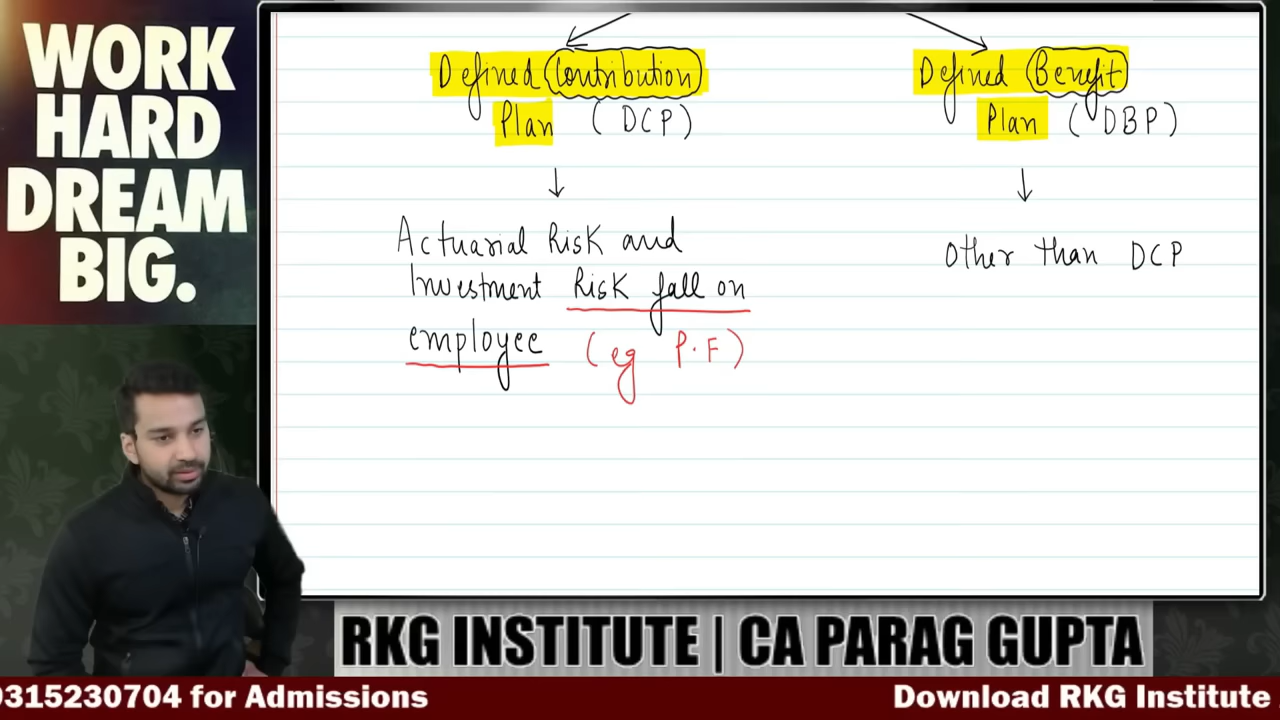 WORK
HARD
DREAM
BIG.
Defined Contribution
Plan (DCP)
Actuarial Risk and
Investment Risk fall on
employee (eg P.F)
Defined Benefit
Plan (DBP)
Other than DCP
RKG INSTITUTE | CA PARAG GUPTA
9315230704 for Admissions
Download RKG Institute